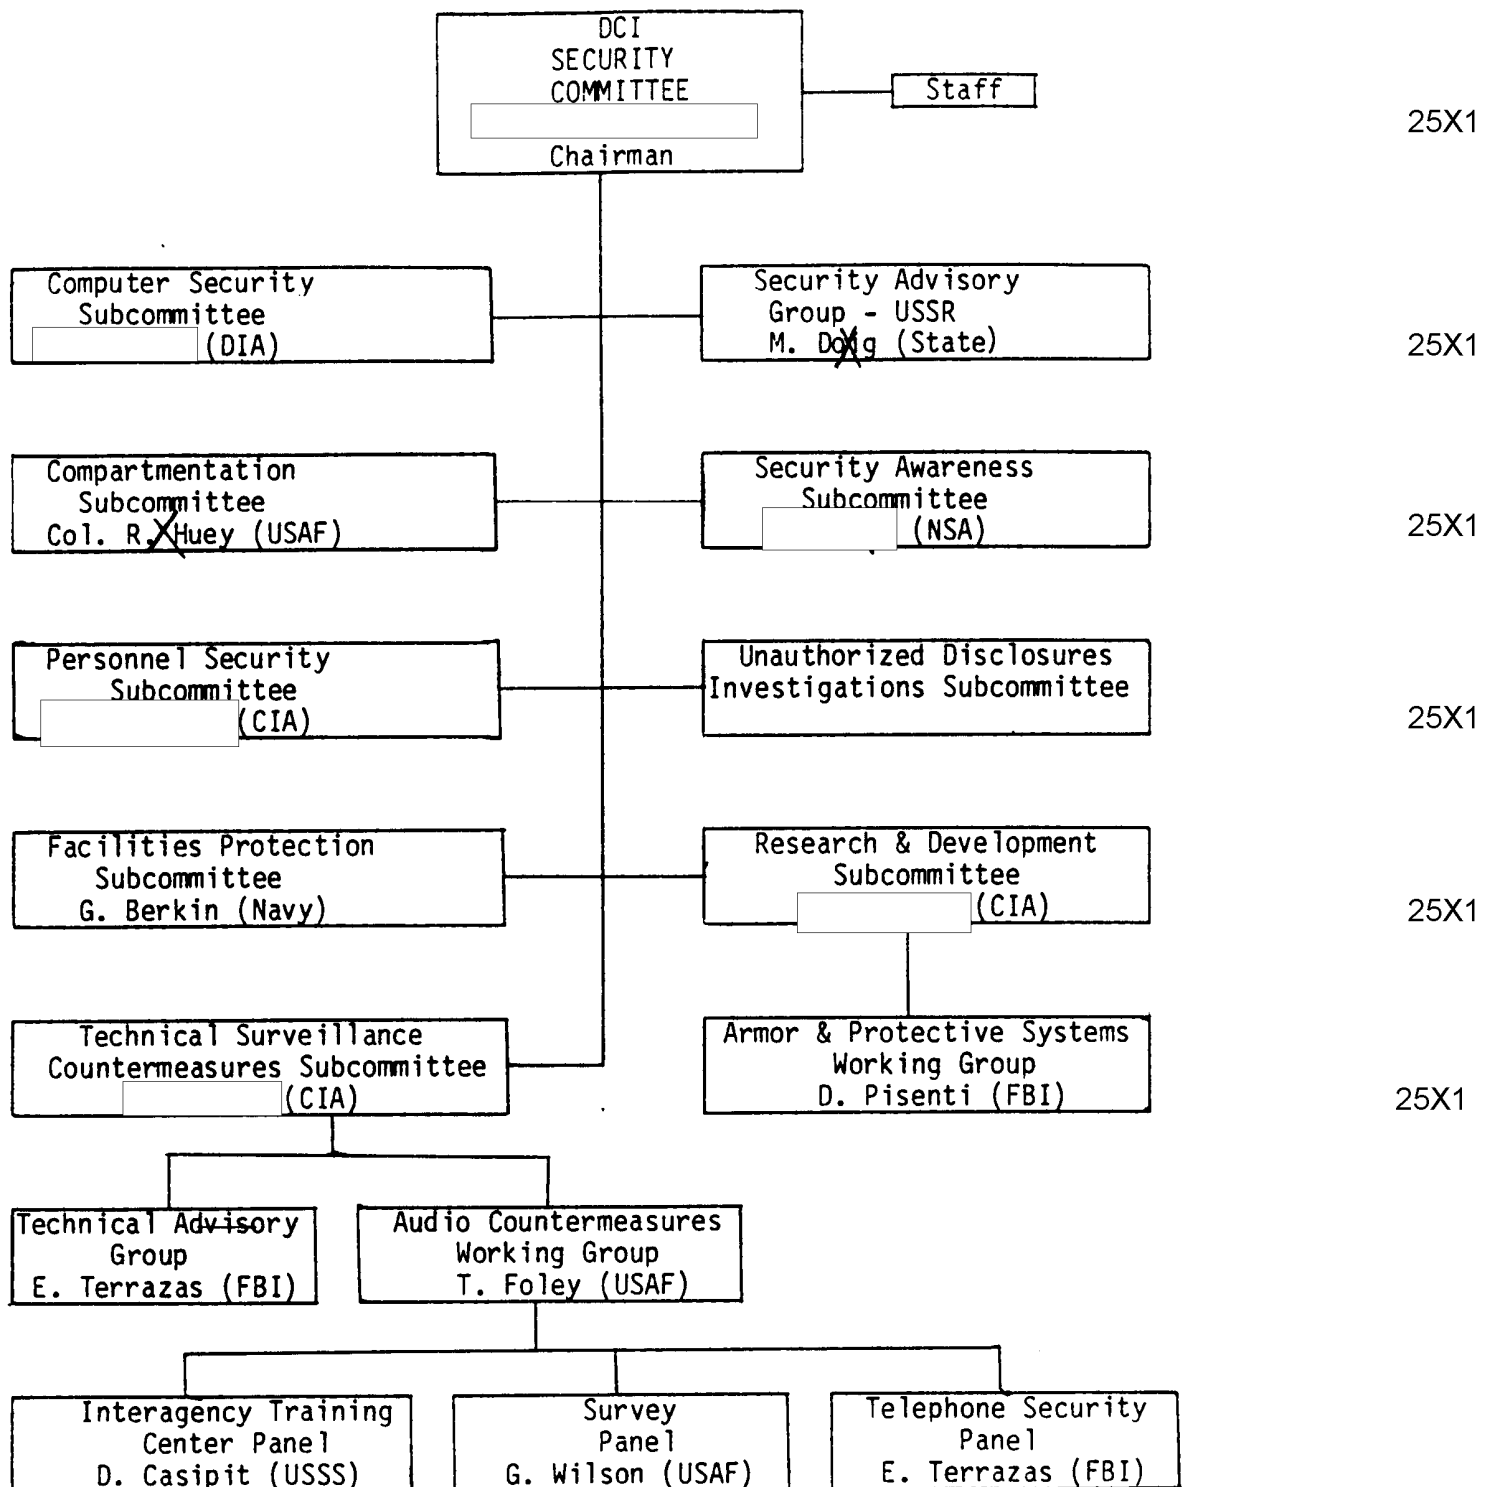 DCI
SECURITY
COMMITTEE
Chairman
Staff
25X1
Computer Security
Subcommittee
(DIA)
Security Advisory
Group - USSR
M. (State)
25X1
Compartmentation
Subcommittee
Col. R. Huey (USAF)
Security Awareness
Subcommittee
(NSA)
25X1
Personnel Security
Subcommittee
(CIA)
Unauthorized Disclosures
Investigations Subcommittee
25X1
Facilities Protection
Subcommittee
G. Berkin (Navy)
Research & Development
Subcommittee
(CIA)
25X1
Technical Surveillance
Countermeasures Subcommittee
(CIA)
Armor & Protective Systems
Working Group
D. Pisenti (FBI)
25X1
Technical Advisory
Group
E. Terrazas (FBI)
Audio Countermeasures
Working Group
T. Foley (USAF)
Interagency Training
Center Panel
D. Casipit (USSS)
Survey
Panel
G. Wilson (USAF)
Telephone Security
Panel
E. Terrazas (FBI)